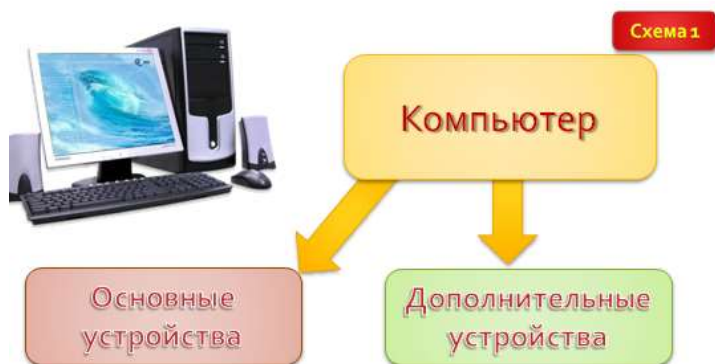 Схема 1
Компьютер
Основные
устройства
Дополнительные
устройства